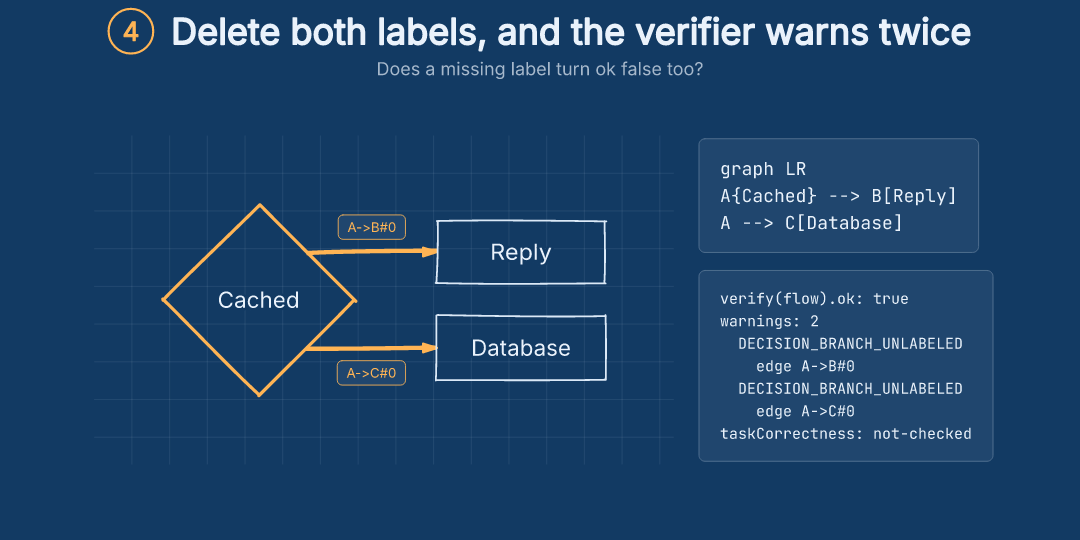 4
Delete both labels, and the verifier warns twice
Does a missing label turn ok false too?
Cached
A->B#0
Reply
A->C#0
Database
graph LR
A{Cached} --> B[Reply]
A --> C[Database]
verify(flow).ok: true
warnings: 2
DECISION_BRANCH_UNLABELED
edge A->B#0
DECISION_BRANCH_UNLABELED
edge A->C#0
taskCorrectness: not-checked